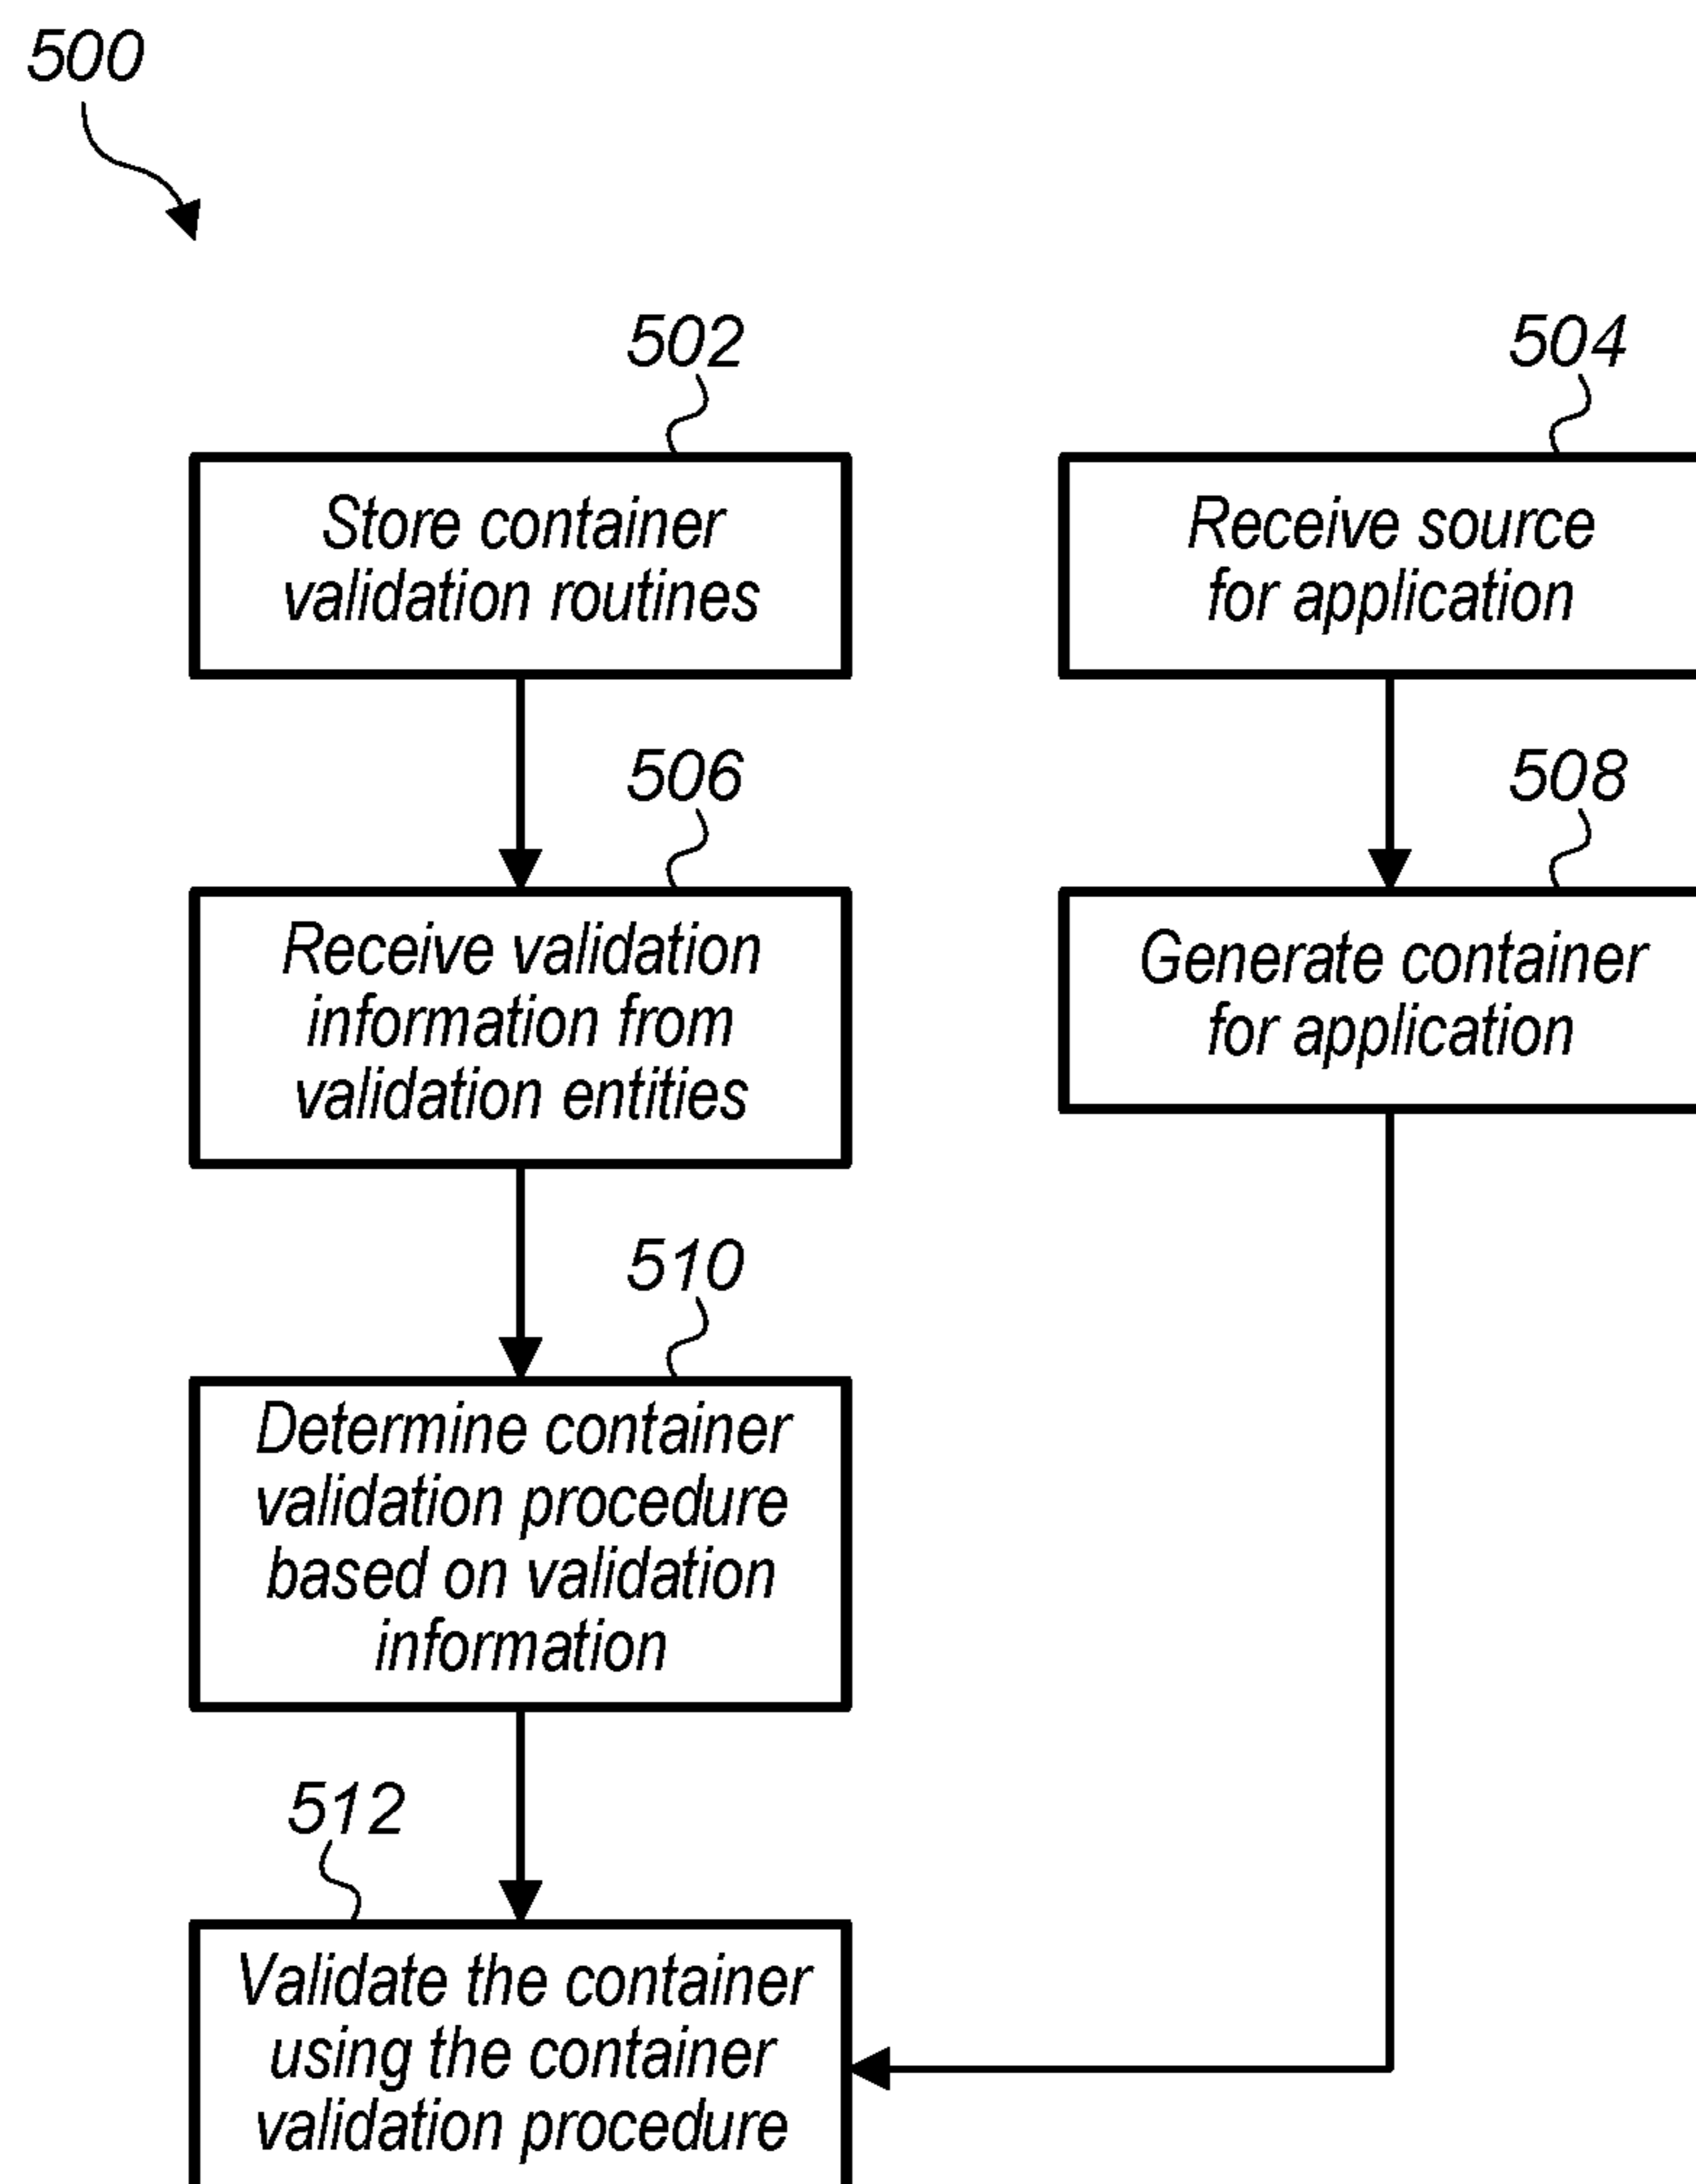 500
502
504
Store container
validation routines
Receive source
for application
506
508
Receive validation
information from
validation entities
Generate container
for application
510
Determine container
validation procedure
based on validation
information
512
Validate the container
using the container
validation procedure